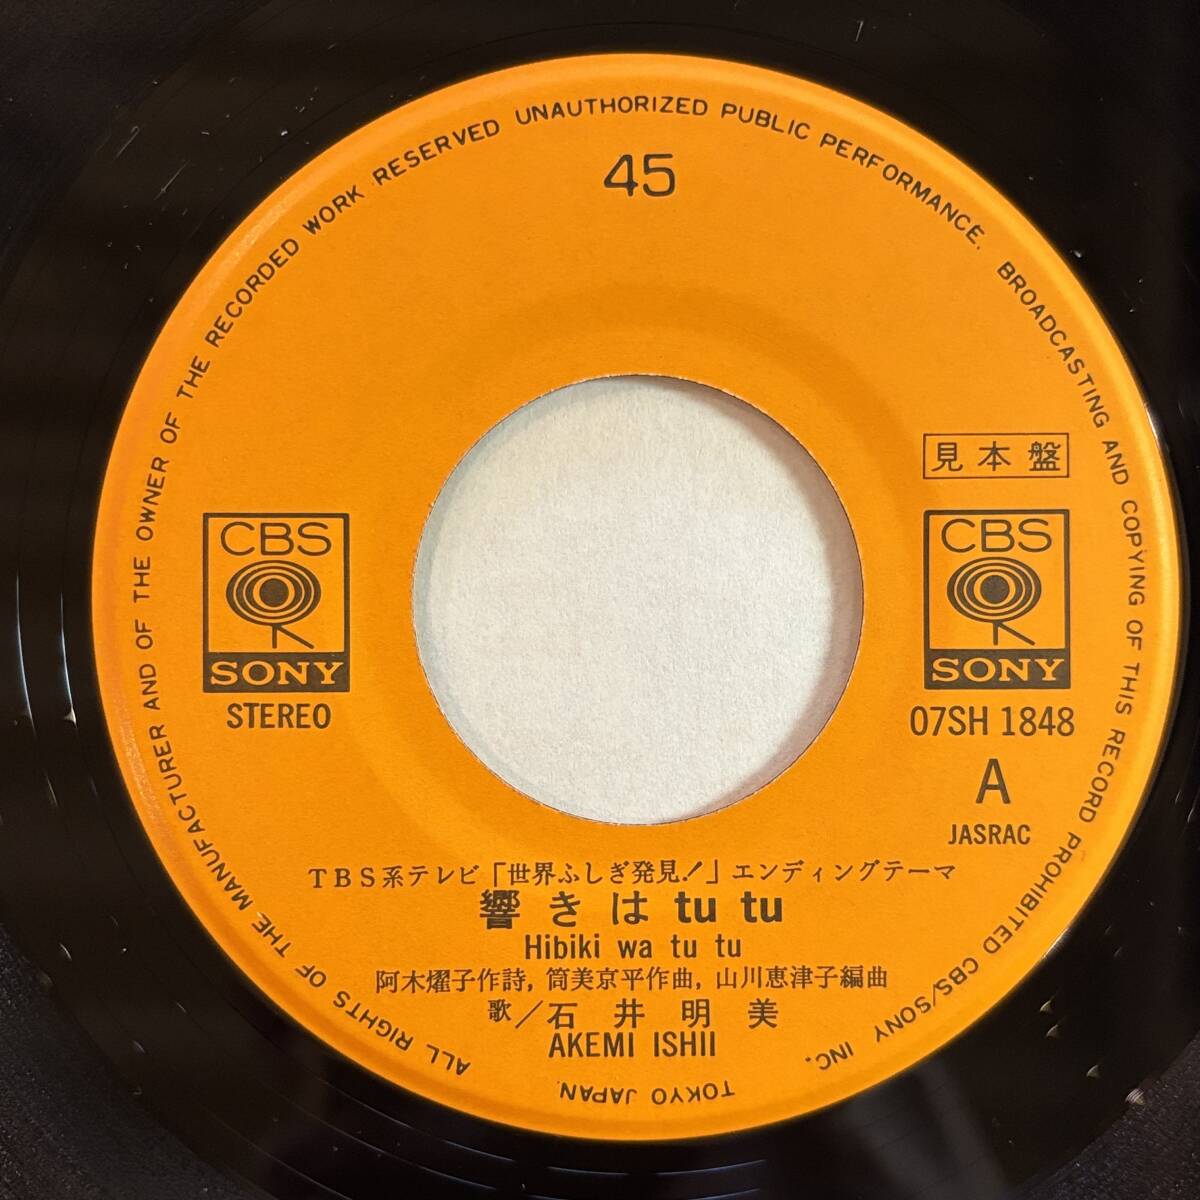 ALL RIGHTS OF THE MANUFACTURER AND OF THE OWNER OF THE RECORDED WORK RESERVED UNAUTHORIZED PUBLIC PERFORMANCE. BROADCASTING AND COPYING OF THIS RECORD PROHIBITED CBS/SONY INC.
TOKYO JAPAN.
45
見本盤
CBS
SONY
STEREO
CBS
SONY
07SH 1848
A
JASRAC
TBS系テレビ「世界ふしぎ発見!」エンディングテーマ
響きは tu tu
Hibiki wa tu tu
阿木燿子作詩,筒美京平作曲,山川恵津子編曲
歌/石井明美
AKEMI ISHII